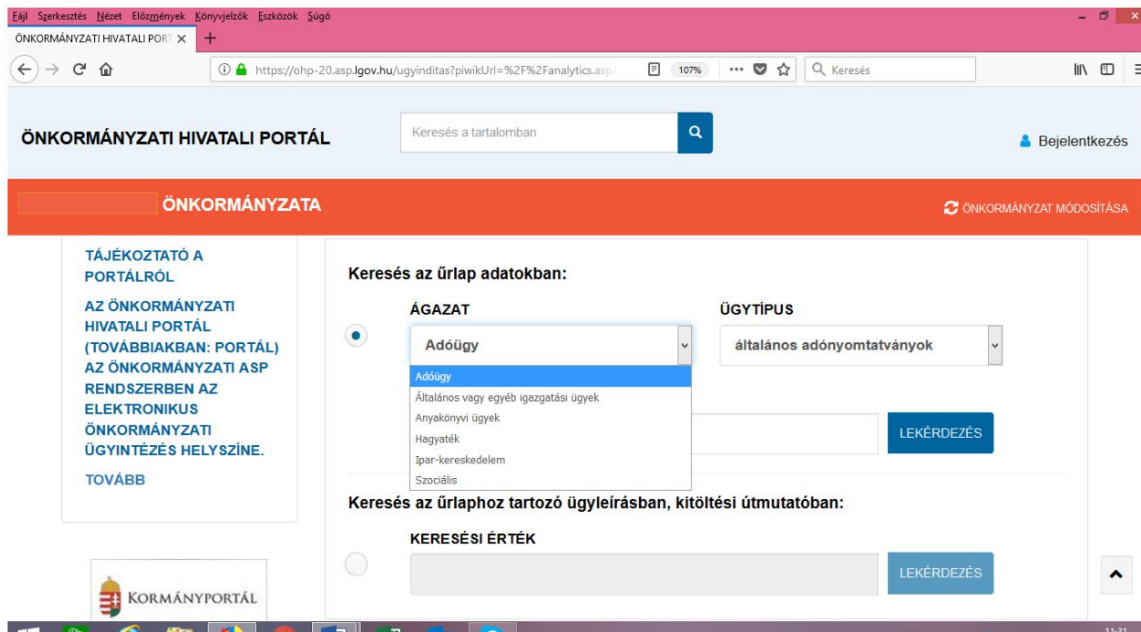 Fájl Szerkesztés Nézet Előzmények Könyvjelzők Eszközök Súgó
ÖNKORMÁNYZATI HIVATALI PORT
https://ohp-20.asp.lgov.hu/ugyinditas?piwikUrl=%2F%2Fanalytics.asp.
107%
Keresés
ÖNKORMÁNYZATI HIVATALI PORTÁL
Keresés a tartalomban
Bejelentkezés
ÖNKORMÁNYZATA
ÖNKORMÁNYZAT MÓDOSÍTÁSA
TÁJÉKOZTATÓ A
PORTÁLRÓL
AZ ÖNKORMÁNYZATI
HIVATALI PORTÁL
(TOVÁBBIAKBAN: PORTÁL)
AZ ÖNKORMÁNYZATI ASP
RENDSZERBEN AZ
ELEKTRONIKUS
ÖNKORMÁNYZATI
ÜGYINTÉZÉS HELYSZÍNE.
TOVÁBB
KORMÁNYPORTÁL
Keresés az űrlap adatokban:
ÁGAZAT
ÜGYTÍPUS
Adóügy
általános adónyomtatványok
Adóügy
Általános vagy egyéb igazgatási ügyek
Anyakönyvi ügyek
Hagyaték
Ipar-kereskedelem
Szociális
LEKÉRDEZÉS
Keresés az űrlaphoz tartozó ügyleírásban, kitöltési útmutatóban:
KERESÉSI ÉRTÉK
LEKÉRDEZÉS
11:31